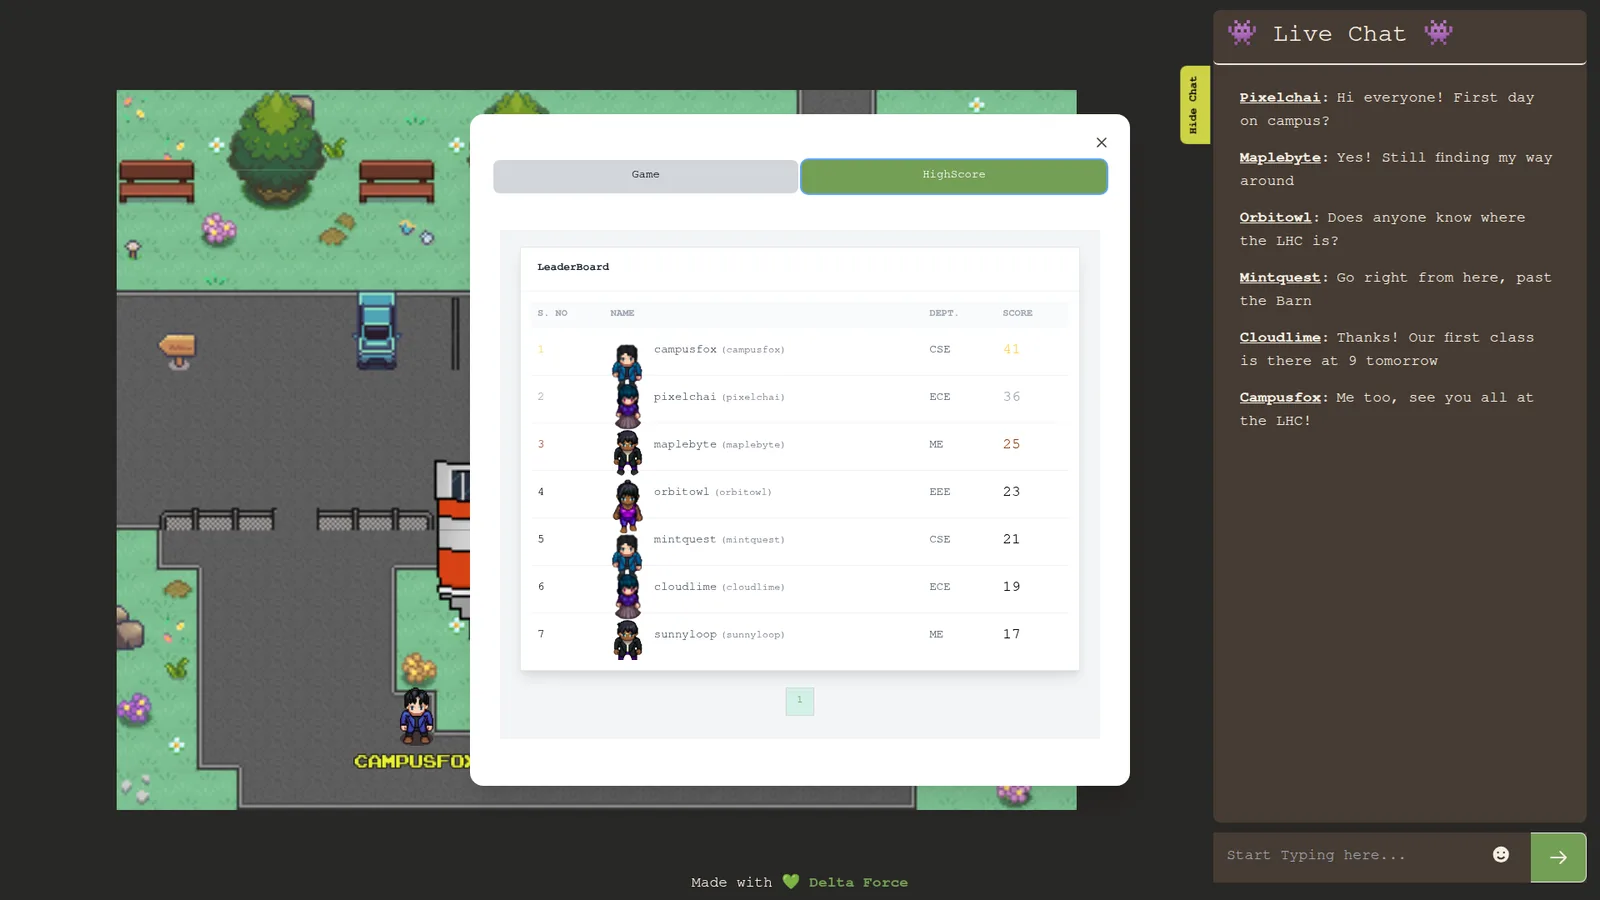 👾 Live Chat 👾
Hide Chat
Pixelchai: Hi everyone! First day
on campus?
Maplebyte: Yes! Still finding my way
around
Orbitowl: Does anyone know where
the LHC is?
Mintquest: Go right from here, past
the Barn
Cloudlime: Thanks! Our first class
is there at 9 tomorrow
Campusfox: Me too, see you all at
the LHC!
Start Typing here...
Game
HighScore
LeaderBoard
S. NO NAME DEPT. SCORE
1 campusfox (campusfox) CSE 41
2 pixelchai (pixelchai) ECE 36
3 maplebyte (maplebyte) ME 25
4 orbitowl (orbitowl) EEE 23
5 mintquest (mintquest) CSE 21
6 cloudlime (cloudlime) ECE 19
7 sunnyloop (sunnyloop) ME 17
1
CAMPUSFOX
Made with 💚 Delta Force